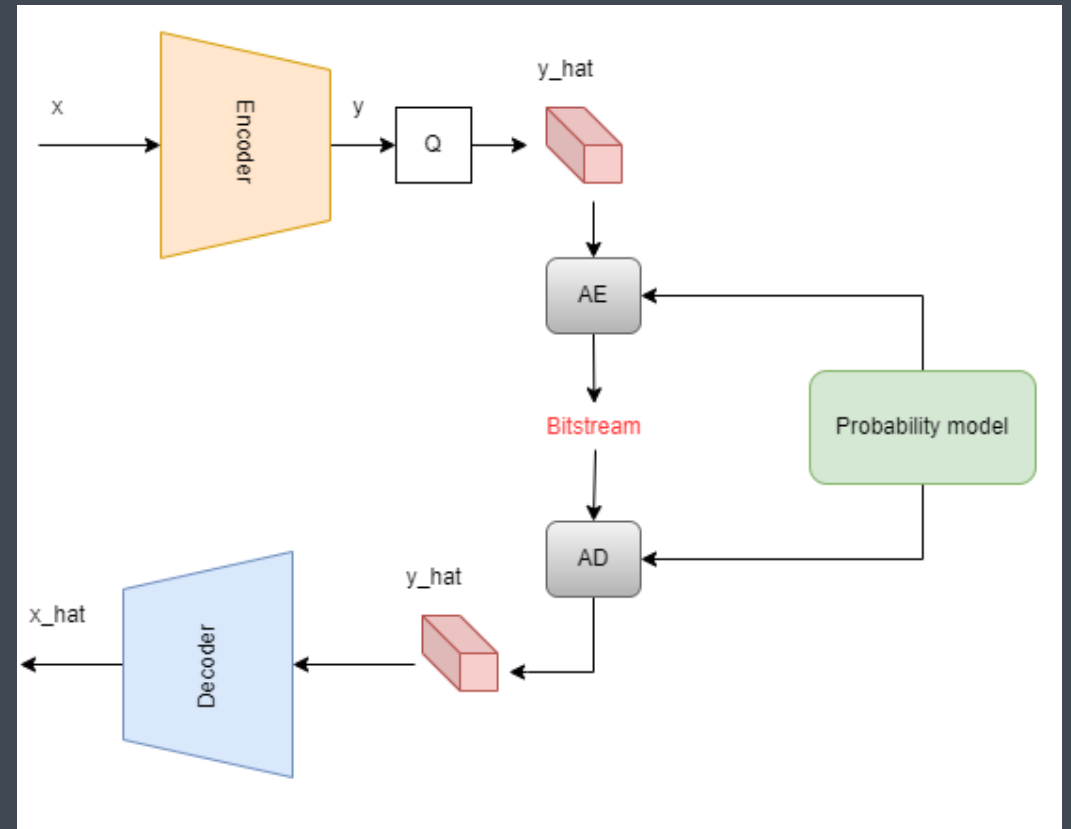 y_hat
x
y
Encoder
Q
AE
Bitstream
Probability model
AD
y_hat
x_hat
Decoder